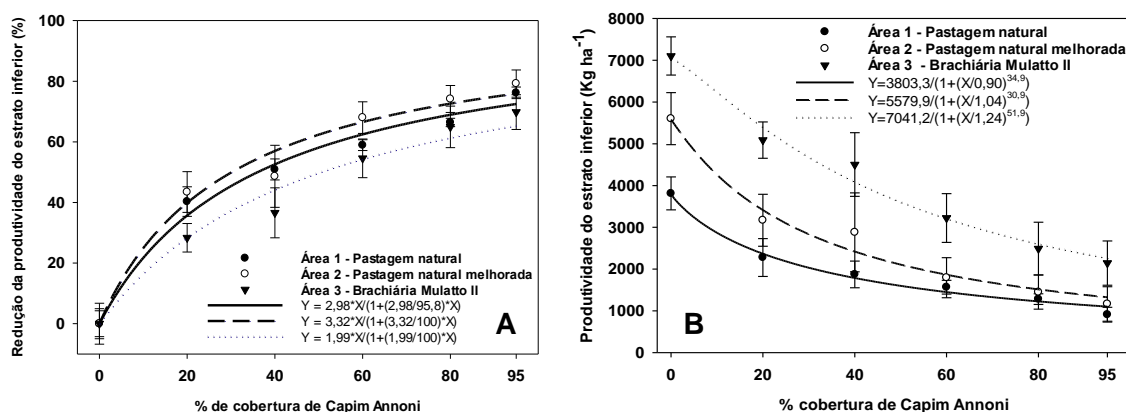 Redução da produtividade do estrato inferior (%)
100
80
60
40
20
0
Área 1 - Pastagem natural
Área 2 - Pastagem natural melhorada
Área 3 - Brachiária Mulatto II
Y = 2,98*X/(1+(2,98/95,8)*X)
Y = 3,32*X/(1+(3,32/100)*X)
Y = 1,99*X/(1+(1,99/100)*X)
A
0 20 40 60 80 95
% de cobertura de Capim Annoni
Produtividade do estrato inferior (Kg ha-1)
8000
7000
6000
5000
4000
3000
2000
1000
0
Área 1 - Pastagem natural
Área 2 - Pastagem natural melhorada
Área 3 - Brachiária Mulatto II
Y=3803,3/(1+(X/0,90)34,9)
Y=5579,9/(1+(X/1,04)30,9)
Y=7041,2/(1+(X/1,24)51,9)
B
0 20 40 60 80 95
% cobertura de Capim Annoni